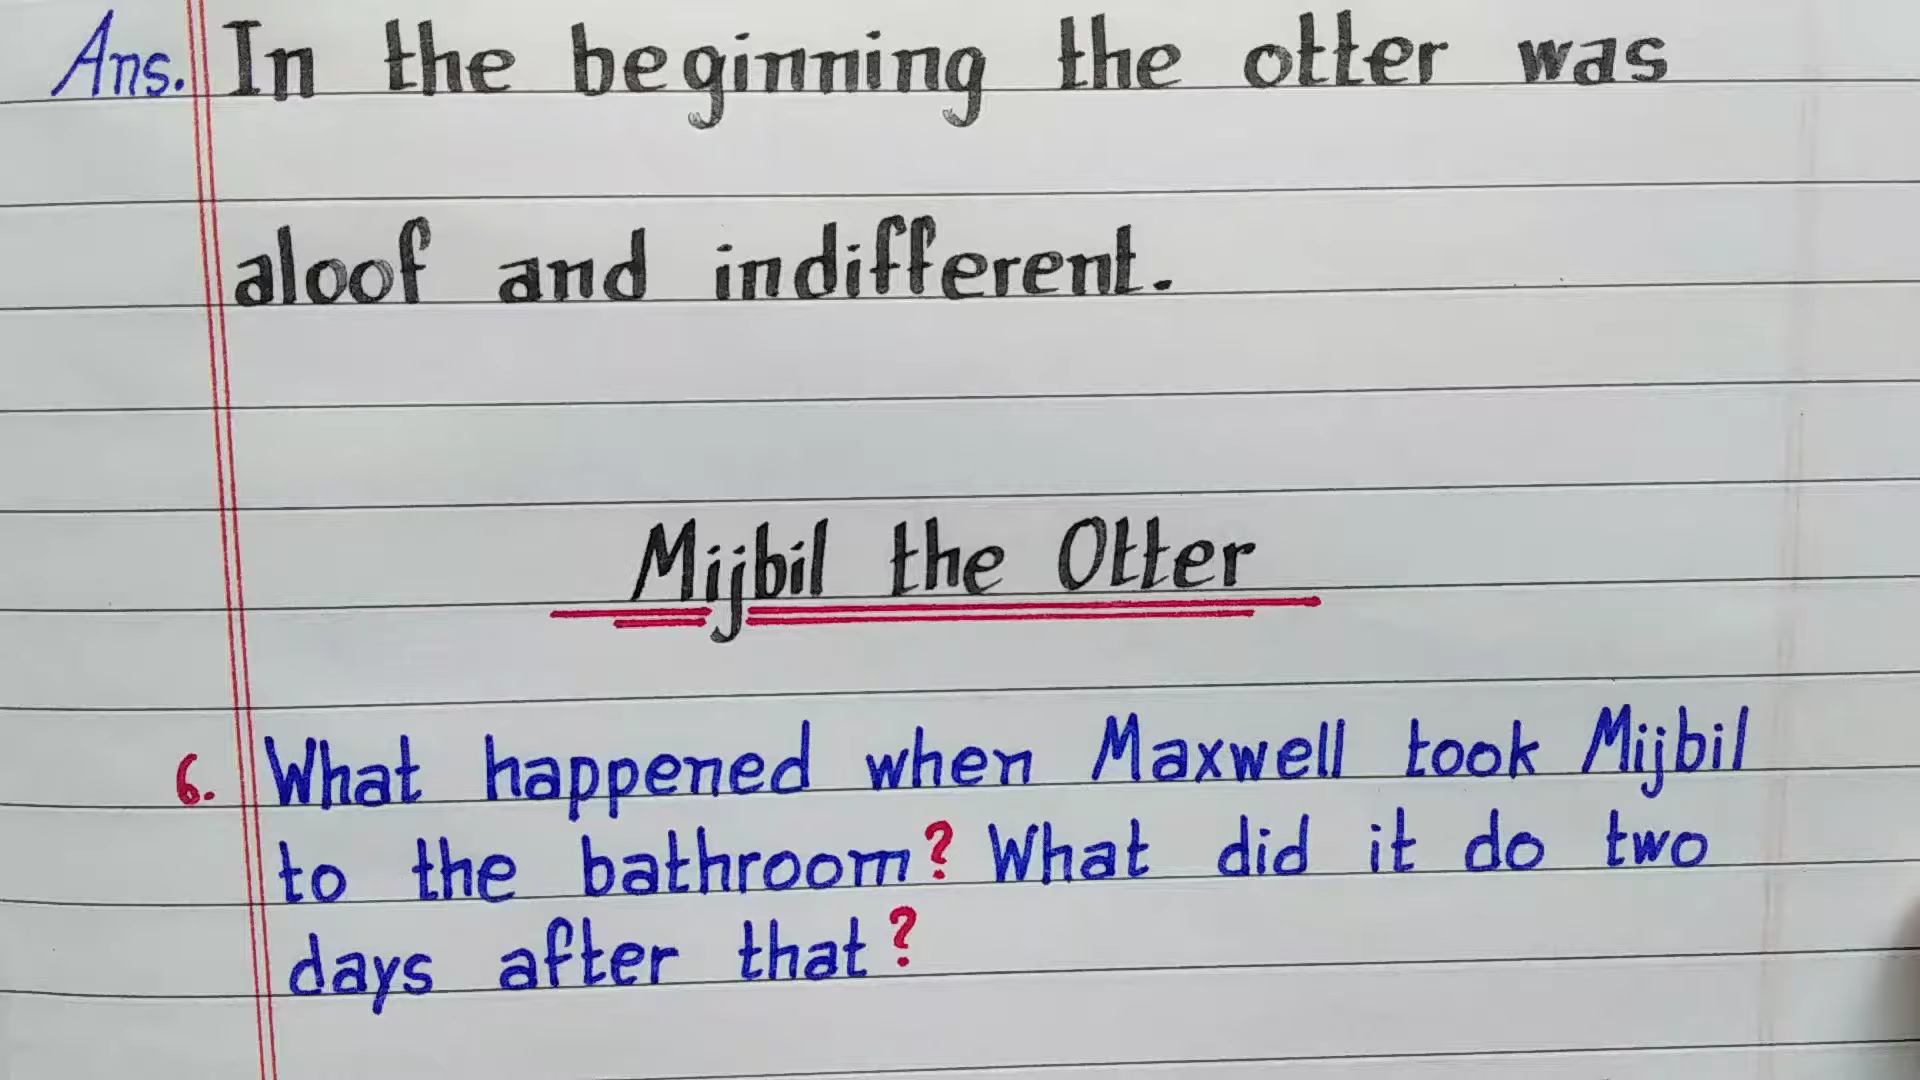 Ans. In the beginning the otter was
aloof and indifferent.
Mijbil the Otter
6. What happened when Maxwell took Mijbil
to the bathroom? What did it do two
days after that?